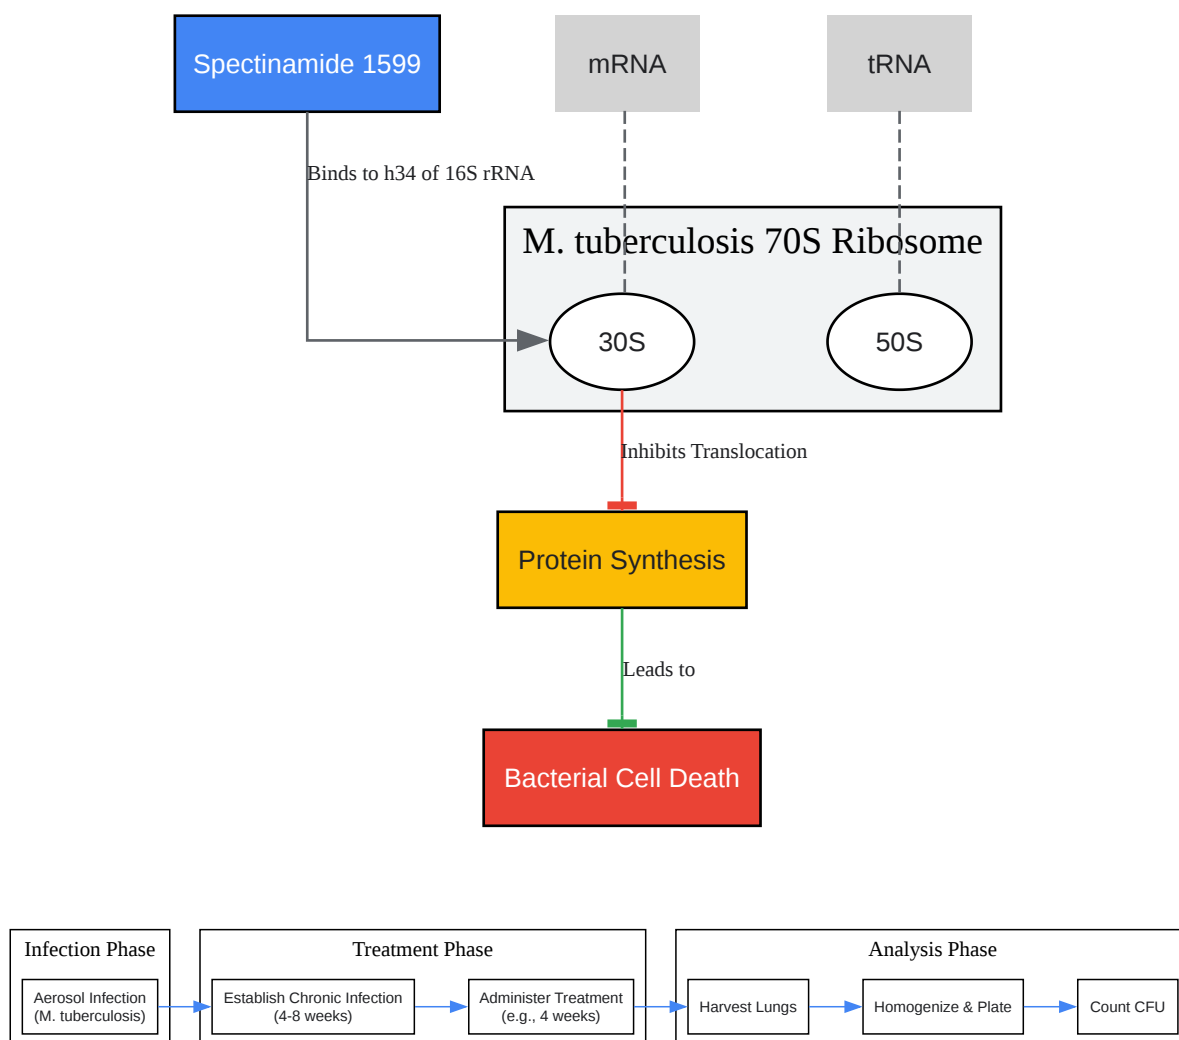 Spectinamide 1599
mRNA
tRNA
Binds to h34 of 16S rRNA
M. tuberculosis 70S Ribosome
30S
50S
Inhibits Translocation
Protein Synthesis
Leads to
Bacterial Cell Death
Infection Phase
Aerosol Infection
(M. tuberculosis)
Treatment Phase
Establish Chronic Infection
(4-8 weeks)
Administer Treatment
(e.g., 4 weeks)
Analysis Phase
Harvest Lungs
Homogenize & Plate
Count CFU